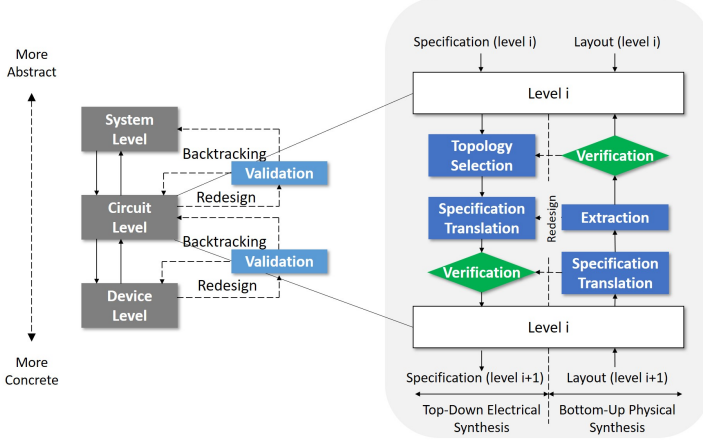 More
Abstract
System
Level
Backtracking
Validation
Redesign
Circuit
Level
Backtracking
Validation
Redesign
Device
Level
More
Concrete
Specification (level i)
Layout (level i)
Level i
Topology
Selection
Verification
Specification
Translation
Redesign
Extraction
Verification
Specification
Translation
Level i
Specification (level i+1)
Layout (level i+1)
Top-Down Electrical
Synthesis
Bottom-Up Physical
Synthesis